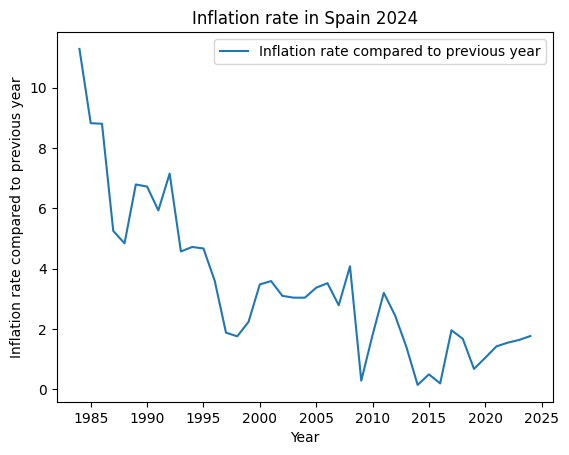 Inflation rate in Spain 2024
Inflation rate compared to previous year
Inflation rate compared to previous year
10
8
6
4
2
0
1985 1990 1995 2000 2005 2010 2015 2020 2025
Year